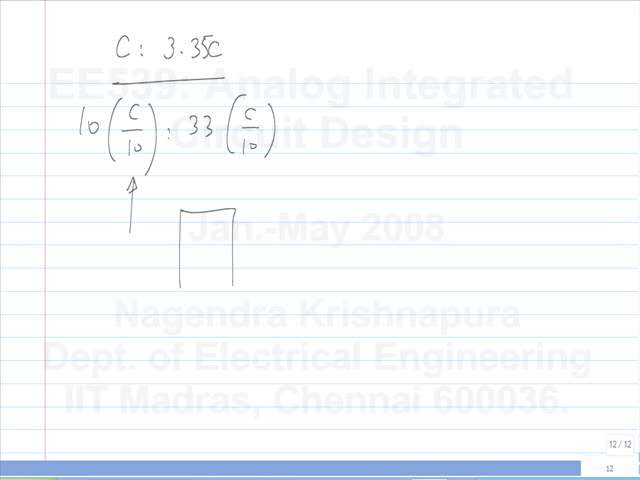 C : 3.35C
EE539: Analog Integrated
Circuit Design
10 (C/10) : 33 (C/10)
Jan.-May 2008
Nagendra Krishnapura
Dept. of Electrical Engineering
IIT Madras, Chennai 600036.
12 / 12
12